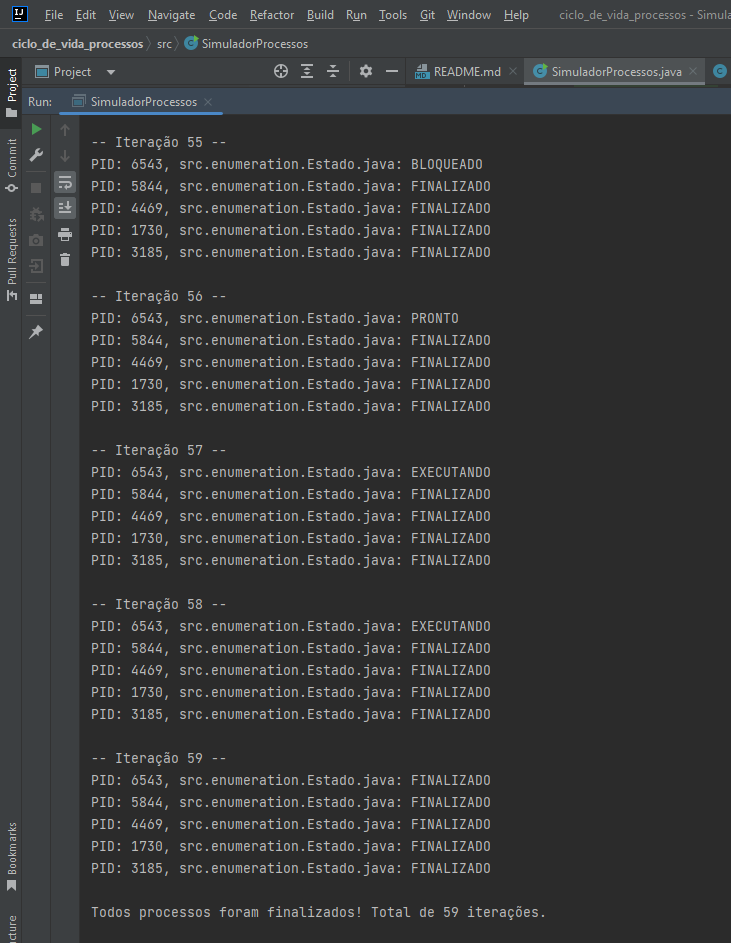 IJ File Edit View Navigate Code Refactor Build Run Tools Git Window Help ciclo_de_vida_processos - Simula
ciclo_de_vida_processos src SimuladorProcessos
Project README.md SimuladorProcessos.java
Run: SimuladorProcessos
Project
Commit
Pull Requests
Bookmarks
cture
-- Iteração 55 --
PID: 6543, src.enumeration.Estado.java: BLOQUEADO
PID: 5844, src.enumeration.Estado.java: FINALIZADO
PID: 4469, src.enumeration.Estado.java: FINALIZADO
PID: 1730, src.enumeration.Estado.java: FINALIZADO
PID: 3185, src.enumeration.Estado.java: FINALIZADO
-- Iteração 56 --
PID: 6543, src.enumeration.Estado.java: PRONTO
PID: 5844, src.enumeration.Estado.java: FINALIZADO
PID: 4469, src.enumeration.Estado.java: FINALIZADO
PID: 1730, src.enumeration.Estado.java: FINALIZADO
PID: 3185, src.enumeration.Estado.java: FINALIZADO
-- Iteração 57 --
PID: 6543, src.enumeration.Estado.java: EXECUTANDO
PID: 5844, src.enumeration.Estado.java: FINALIZADO
PID: 4469, src.enumeration.Estado.java: FINALIZADO
PID: 1730, src.enumeration.Estado.java: FINALIZADO
PID: 3185, src.enumeration.Estado.java: FINALIZADO
-- Iteração 58 --
PID: 6543, src.enumeration.Estado.java: EXECUTANDO
PID: 5844, src.enumeration.Estado.java: FINALIZADO
PID: 4469, src.enumeration.Estado.java: FINALIZADO
PID: 1730, src.enumeration.Estado.java: FINALIZADO
PID: 3185, src.enumeration.Estado.java: FINALIZADO
-- Iteração 59 --
PID: 6543, src.enumeration.Estado.java: FINALIZADO
PID: 5844, src.enumeration.Estado.java: FINALIZADO
PID: 4469, src.enumeration.Estado.java: FINALIZADO
PID: 1730, src.enumeration.Estado.java: FINALIZADO
PID: 3185, src.enumeration.Estado.java: FINALIZADO
Todos processos foram finalizados! Total de 59 iterações.